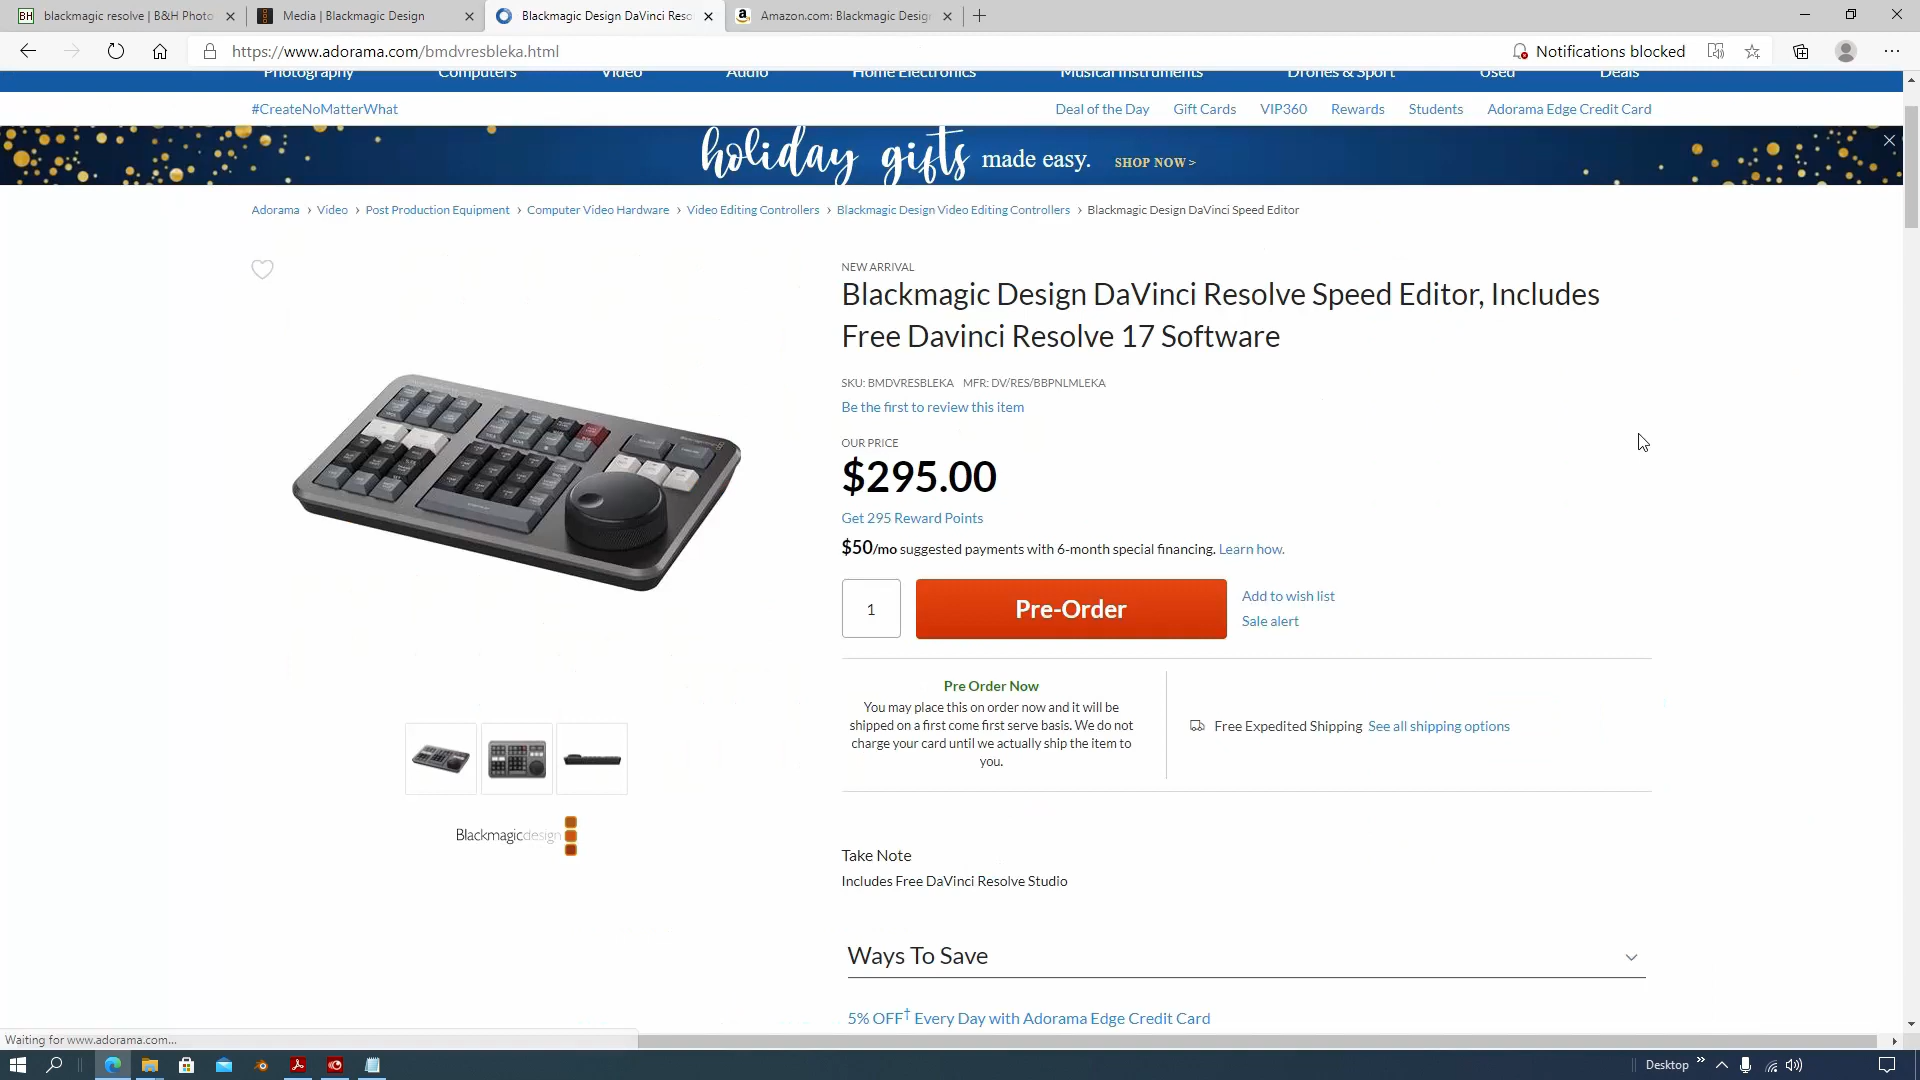 blackmagic resolve | B&H Photo
Media | Blackmagic Design
Blackmagic Design DaVinci Reso
Amazon.com: Blackmagic Design
https://www.adorama.com/bmdvresbleka.html
Notifications blocked
Photography Computers Video Audio Home Electronics Musical Instruments Drones & Sport Used Deals
#CreateNoMatterWhat
Deal of the Day Gift Cards VIP360 Rewards Students Adorama Edge Credit Card
holiday gifts made easy. SHOP NOW >
Adorama › Video › Post Production Equipment › Computer Video Hardware › Video Editing Controllers › Blackmagic Design Video Editing Controllers › Blackmagic Design DaVinci Speed Editor
NEW ARRIVAL
Blackmagic Design DaVinci Resolve Speed Editor, Includes
Free Davinci Resolve 17 Software
SKU: BMDVRESBLEKA MFR: DV/RES/BBPNLMLEKA
Be the first to review this item
OUR PRICE
$295.00
Get 295 Reward Points
$50/mo suggested payments with 6-month special financing. Learn how.
1
Pre-Order
Add to wish list
Sale alert
Pre Order Now
You may place this on order now and it will be
shipped on a first come first serve basis. We do not
charge your card until we actually ship the item to
you.
Free Expedited Shipping See all shipping options
Blackmagicdesign
Take Note
Includes Free DaVinci Resolve Studio
Ways To Save
5% OFF† Every Day with Adorama Edge Credit Card
Waiting for www.adorama.com...
Desktop